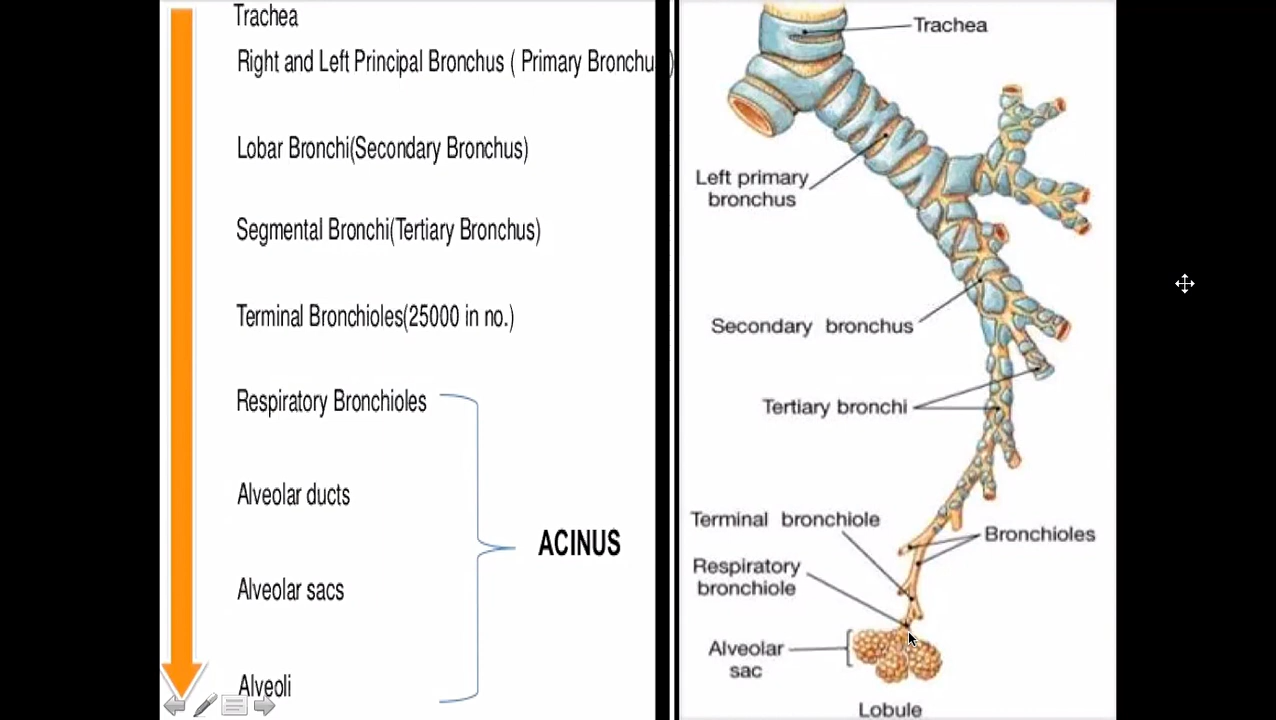 Trachea
Right and Left Principal Bronchus ( Primary Bronchu )
Lobar Bronchi(Secondary Bronchus)
Segmental Bronchi(Tertiary Bronchus)
Terminal Bronchioles(25000 in no.)
Respiratory Bronchioles
Alveolar ducts
ACINUS
Alveolar sacs
Alveoli
Trachea
Left primary
bronchus
Secondary bronchus
Tertiary bronchi
Terminal bronchiole
Bronchioles
Respiratory
bronchiole
Alveolar
sac
Lobule